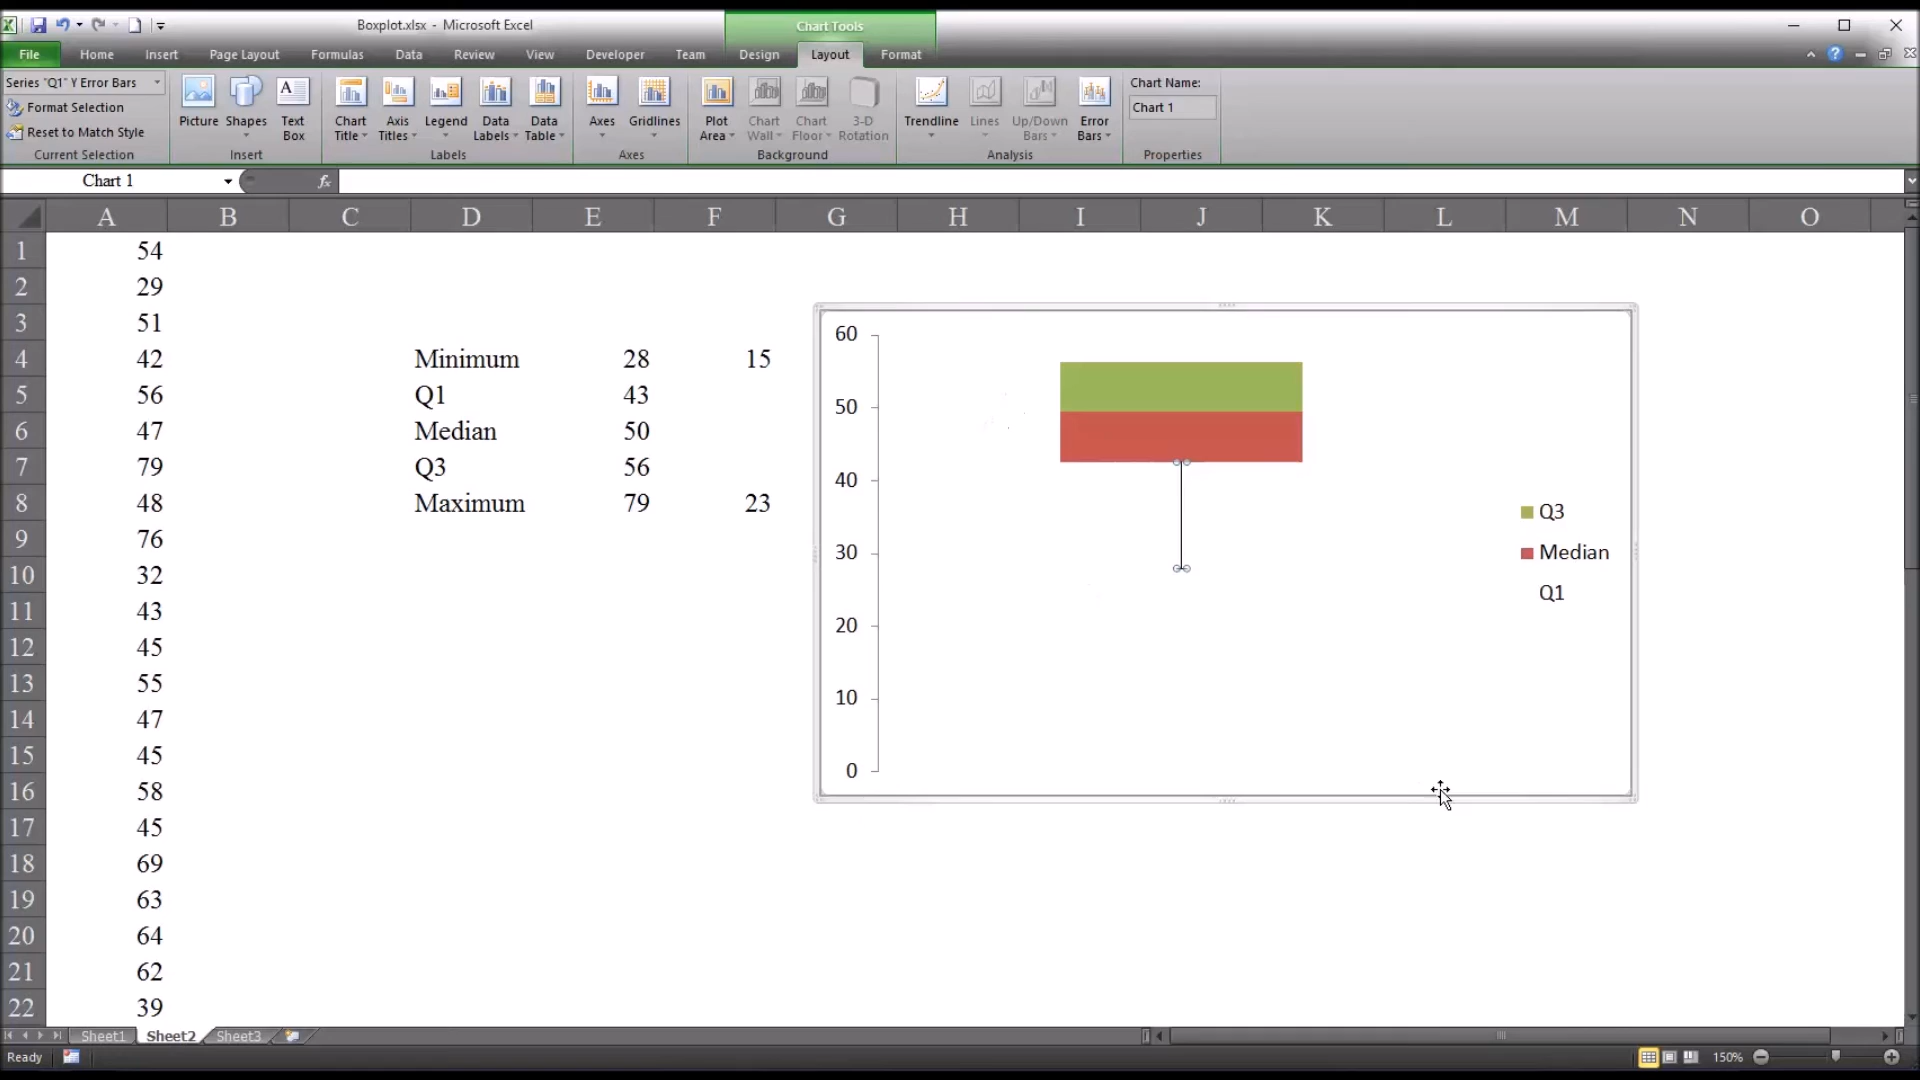 Boxplot.xlsx - Microsoft Excel
Chart Tools
File Home Insert Page Layout Formulas Data Review View Developer Team Design Layout Format
Series "Q1" Y Error Bars
Format Selection
Reset to Match Style
Current Selection
Picture
Shapes
Text Box
Insert
Chart Title
Axis Titles
Legend
Data Labels
Data Table
Labels
Axes
Gridlines
Axes
Plot Area
Chart Wall
Chart Floor
3-D Rotation
Background
Trendline
Lines
Up/Down Bars
Error Bars
Analysis
Chart Name:
Chart 1
Properties
Chart 1
fx
A B C D E F G H I J K L M N O
1 54
2 29
3 51
4 42 Minimum 28 15
5 56 Q1 43
6 47 Median 50
7 79 Q3 56
8 48 Maximum 79 23
9 76
10 32
11 43
12 45
13 55
14 47
15 45
16 58
17 45
18 69
19 63
20 64
21 62
22 39
60
50
40
30
20
10
0
Q3
Median
Q1
Sheet1 Sheet2 Sheet3
Ready
150%